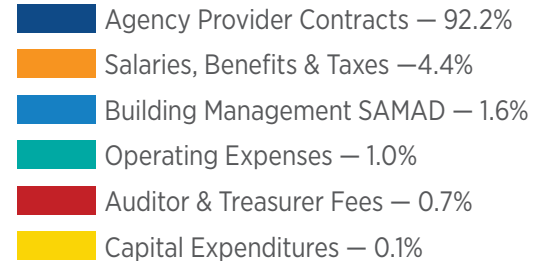 Agency Provider Contracts — 92.2%
Salaries, Benefits & Taxes —4.4%
Building Management SAMAD — 1.6%
Operating Expenses — 1.0%
Auditor & Treasurer Fees — 0.7%
Capital Expenditures — 0.1%